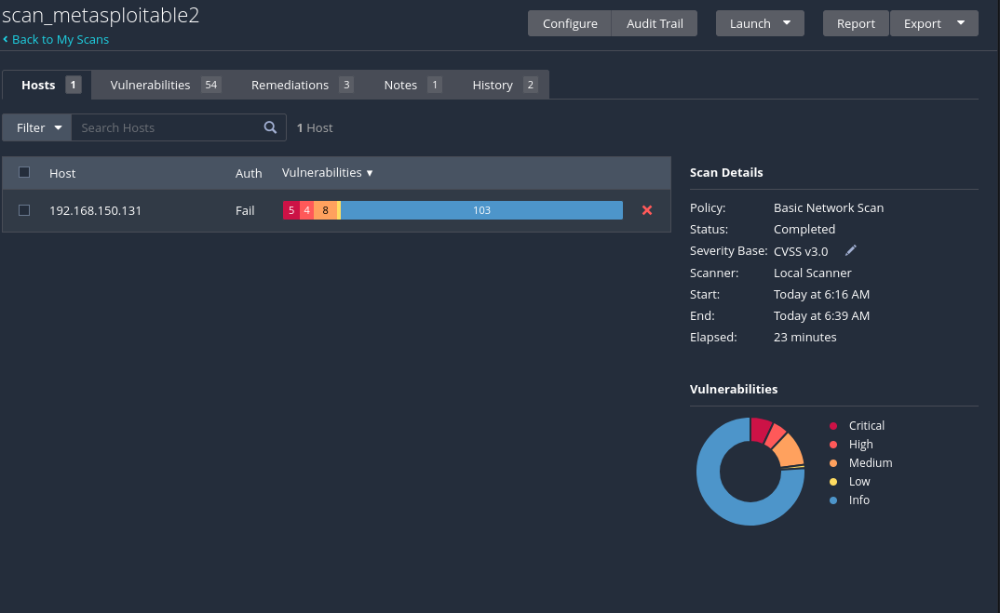 scan_metasploitable2
Configure Audit Trail Launch Report Export
Back to My Scans
Hosts 1 Vulnerabilities 54 Remediations 3 Notes 1 History 2
Filter Search Hosts 1 Host
Host Auth Vulnerabilities
192.168.150.131 Fail 5 4 8 103
Scan Details
Policy: Basic Network Scan
Status: Completed
Severity Base: CVSS v3.0
Scanner: Local Scanner
Start: Today at 6:16 AM
End: Today at 6:39 AM
Elapsed: 23 minutes
Vulnerabilities
Critical
High
Medium
Low
Info